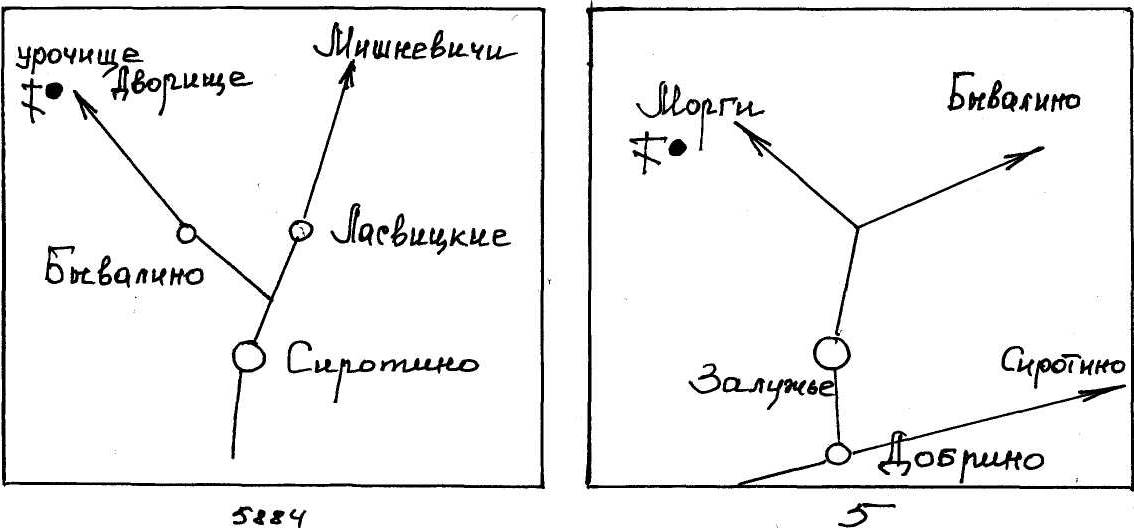 урочище
Дворище
Мишневичи
Ласвицкие
Бывалино
Сиротино
5884
Морги
Бывалино
Сиротино
Залужье
Добрино
5